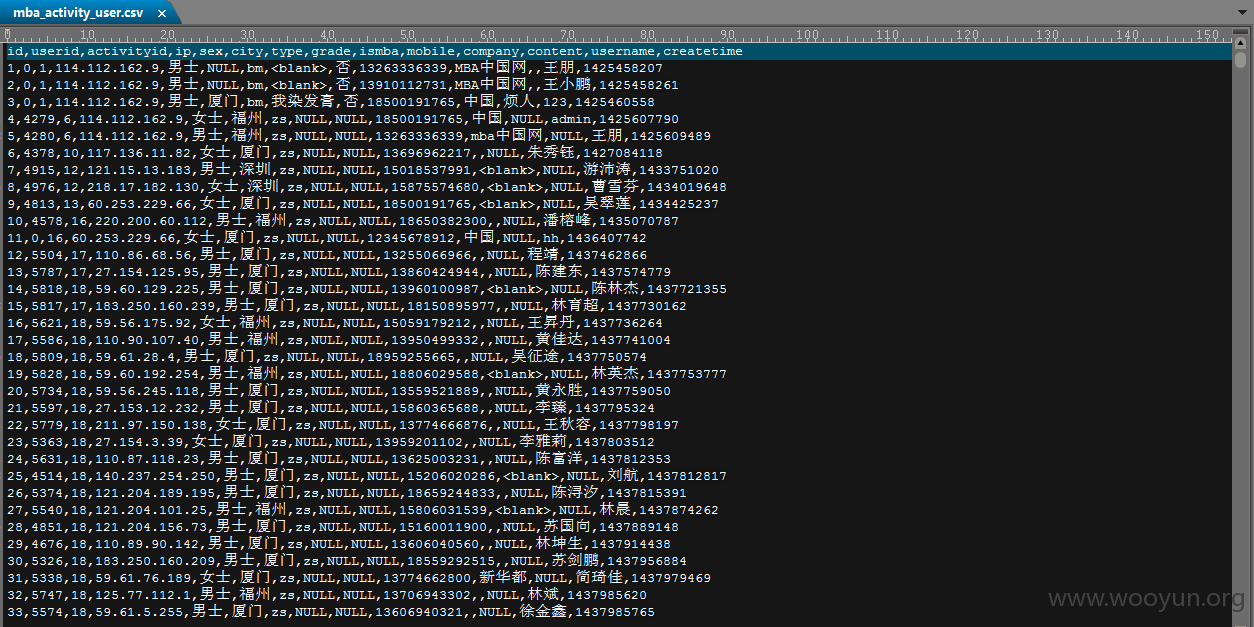 mba_activity_user.csv
0 10 20 30 40 50 60 70 80 90 100 110 120 130 140 150
id,userid,activityid,ip,sex,city,type,grade,ismba,mobile,company,content,username,createtime
1,0,1,114.112.162.9,男士,NULL,bm,<blank>,否,13263336339,MBA中国网,,王朋,1425458207
2,0,1,114.112.162.9,男士,NULL,bm,<blank>,否,13910112731,MBA中国网,,王小鹏,1425458261
3,0,1,114.112.162.9,男士,厦门,bm,我染发膏,否,18500191765,中国,烦人,123,1425460558
4,4279,6,114.112.162.9,女士,福州,zs,NULL,NULL,18500191765,中国,NULL,admin,1425607790
5,4280,6,114.112.162.9,男士,福州,zs,NULL,NULL,13263336339,mba中国网,NULL,王朋,1425609489
6,4378,10,117.136.11.82,女士,厦门,zs,NULL,NULL,13696962217,,NULL,朱秀钰,1427084118
7,4915,12,121.15.13.183,男士,深圳,zs,NULL,NULL,15018537991,<blank>,NULL,游沛涛,1433751020
8,4976,12,218.17.182.130,女士,深圳,zs,NULL,NULL,15875574680,<blank>,NULL,曹雪芬,1434019648
9,4813,13,60.253.229.66,女士,厦门,zs,NULL,NULL,18500191765,<blank>,NULL,吴翠莲,1434425237
10,4578,16,220.200.60.112,男士,福州,zs,NULL,NULL,18650382300,,NULL,潘榕峰,1435070787
11,0,16,60.253.229.66,女士,厦门,zs,NULL,NULL,12345678912,中国,NULL,hh,1436407742
12,5504,17,110.86.68.56,男士,厦门,zs,NULL,NULL,13255066966,,NULL,程靖,1437462866
13,5787,17,27.154.125.95,男士,厦门,zs,NULL,NULL,13860424944,,NULL,陈建东,1437574779
14,5818,18,59.60.129.225,男士,厦门,zs,NULL,NULL,13960100987,<blank>,NULL,陈林杰,1437721355
15,5817,17,183.250.160.239,男士,厦门,zs,NULL,NULL,18150895977,,NULL,林育超,1437730162
16,5621,18,59.56.175.92,女士,福州,zs,NULL,NULL,15059179212,,NULL,王昇丹,1437736264
17,5586,18,110.90.107.40,男士,福州,zs,NULL,NULL,13950499332,,NULL,黄佳达,1437741004
18,5809,18,59.61.28.4,男士,厦门,zs,NULL,NULL,18959255665,,NULL,吴征途,1437750574
19,5828,18,59.60.192.254,男士,福州,zs,NULL,NULL,18806029588,<blank>,NULL,林英杰,1437753777
20,5734,18,59.56.245.118,男士,厦门,zs,NULL,NULL,13559521889,,NULL,黄永胜,1437759050
21,5597,18,27.153.12.232,男士,厦门,zs,NULL,NULL,15860365688,,NULL,李臻,1437795324
22,5779,18,211.97.150.138,女士,厦门,zs,NULL,NULL,13774666876,,NULL,王秋容,1437798197
23,5363,18,27.154.3.39,女士,厦门,zs,NULL,NULL,13959201102,,NULL,李雅莉,1437803512
24,5631,18,110.87.118.23,男士,厦门,zs,NULL,NULL,13625003231,,NULL,陈富洋,1437812353
25,4514,18,140.237.254.250,男士,厦门,zs,NULL,NULL,15206020286,<blank>,NULL,刘航,1437812817
26,5374,18,121.204.189.195,男士,厦门,zs,NULL,NULL,18659244833,,NULL,陈浔汐,1437815391
27,5540,18,121.204.101.25,男士,福州,zs,NULL,NULL,15806031539,<blank>,NULL,林晨,1437874262
28,4851,18,121.204.156.73,男士,厦门,zs,NULL,NULL,15160011900,,NULL,苏国向,1437889148
29,4676,18,110.89.90.142,男士,厦门,zs,NULL,NULL,13606040560,,NULL,林坤生,1437914438
30,5326,18,183.250.160.209,男士,厦门,zs,NULL,NULL,18559292515,,NULL,苏剑鹏,1437956884
31,5338,18,59.61.76.189,女士,厦门,zs,NULL,NULL,13774662800,新华都,NULL,简琦佳,1437979469
32,5747,18,125.77.112.1,男士,福州,zs,NULL,NULL,13706943302,,NULL,林斌,1437985620
33,5574,18,59.61.5.255,男士,厦门,zs,NULL,NULL,13606940321,,NULL,徐金鑫,1437985765
www.wooyun.org